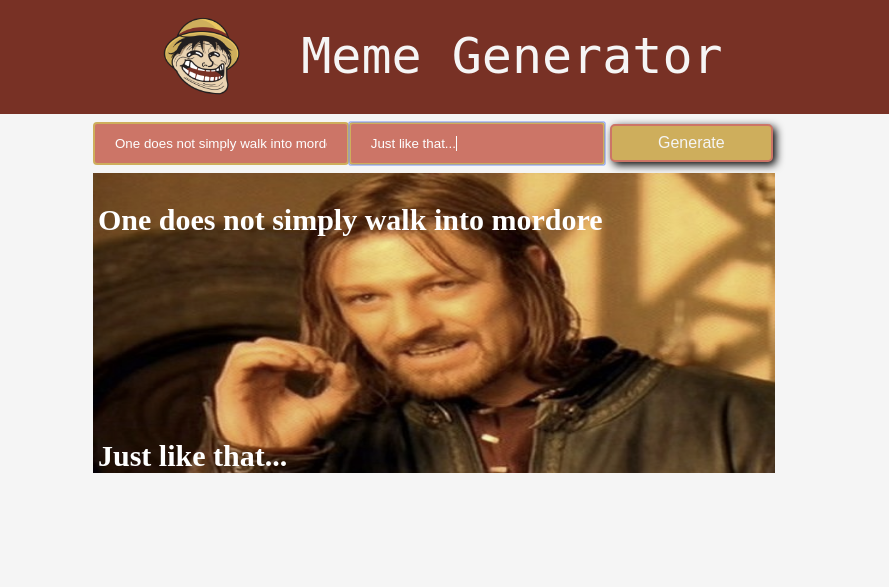 Meme Generator
One does not simply walk into mord
Just like that...
Generate
One does not simply walk into mordore
Just like that...